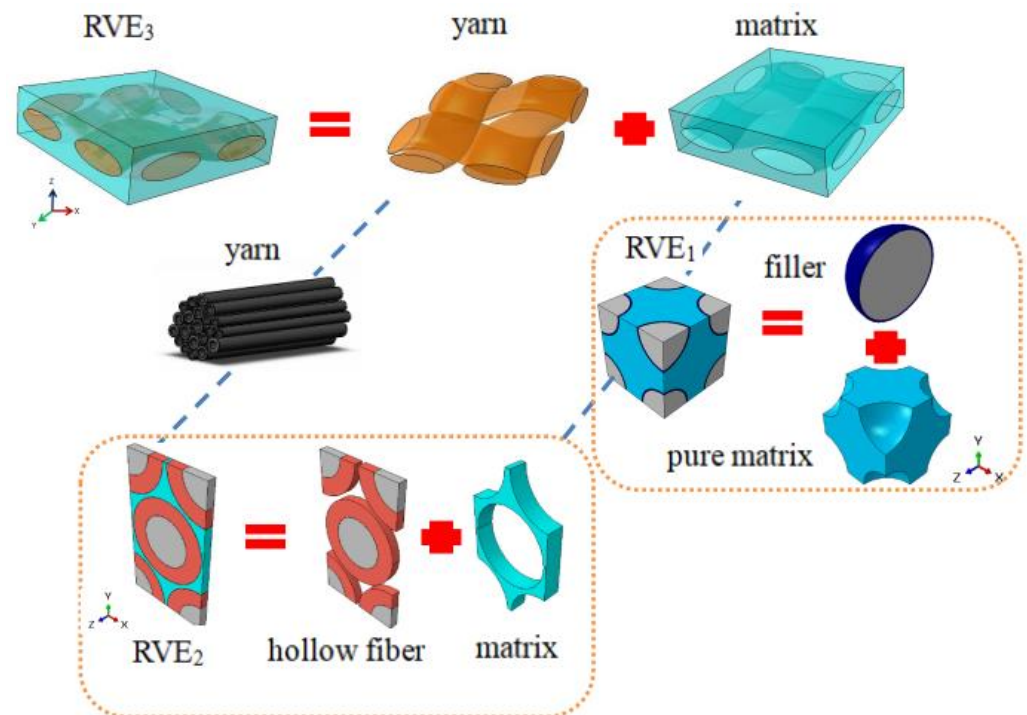 RVE₃
yarn
matrix
Z
X
Y
yarn
RVE₁
filler
pure matrix
Y
Z
X
Y
Z
X
RVE₂
hollow fiber
matrix